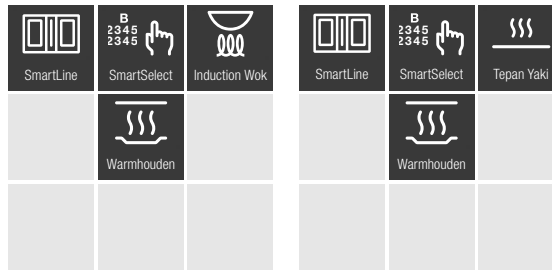 B
2345
2345
SmartLine
SmartSelect
Induction Wok
Warmhouden
B
2345
2345
SmartLine
SmartSelect
Tepan Yaki
Warmhouden